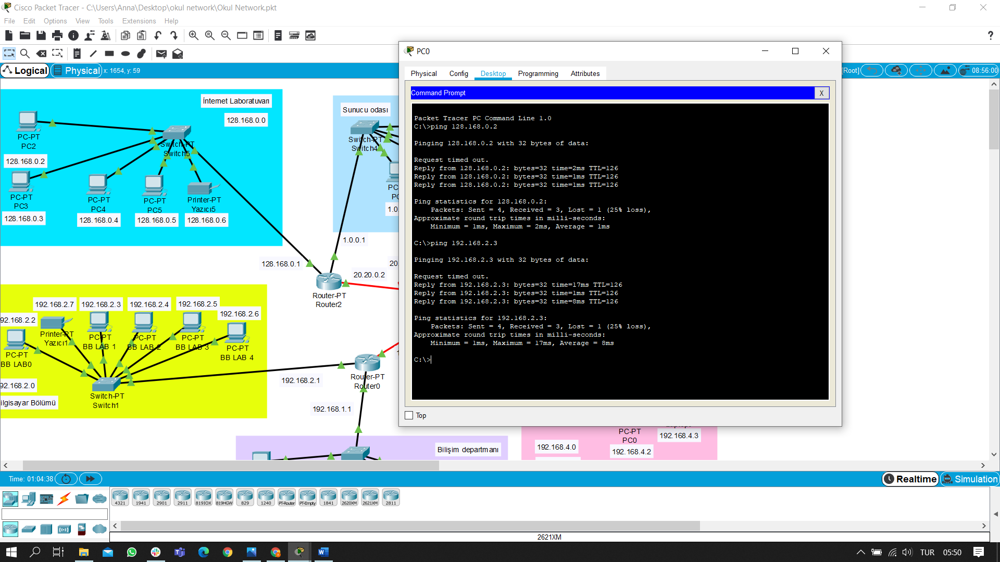 Cisco Packet Tracer - C:\Users\Anna\Desktop\okul network\Okul Network.pkt
File Edit Options View Tools Extensions Help
Logical Physical x: 1654, y: 59
[Root] 08:56:00
İnternet Laboratuvarı
128.168.0.0
PC-PT
PC2
128.168.0.2
Switch-PT
Switch5
PC-PT
PC3
128.168.0.3
PC-PT
PC4
128.168.0.4
PC-PT
PC5
128.168.0.5
Printer-PT
Yazıcı5
128.168.0.6
Sunucu odası
Switch-PT
Switch4
PC
1.0
1.0.0.1
128.168.0.1
20.20.0.2
20
Router-PT
Router2
192.168.2.7
192.168.2.3
192.168.2.4
192.168.2.5
192.168.2.6
92.168.2.2
Printer-PT
Yazıcı1
PC-PT
BB LAB 1
PC-PT
BB LAB 2
PC-PT
BB LAB 3
PC-PT
BB LAB 4
PC-PT
BB LAB0
92.168.2.0
ilgisayar Bölümü
Switch-PT
Switch1
192.168.2.1
Router-PT
Router0
192.168.1.1
Bilişim departmanı
192.168.4.0
PC-PT
PC0
192.168.4.2
192.168.4.3
PC0
Physical Config Desktop Programming Attributes
Command Prompt
X
Packet Tracer PC Command Line 1.0
C:\>ping 128.168.0.2
Pinging 128.168.0.2 with 32 bytes of data:
Request timed out.
Reply from 128.168.0.2: bytes=32 time=2ms TTL=126
Reply from 128.168.0.2: bytes=32 time=1ms TTL=126
Reply from 128.168.0.2: bytes=32 time=1ms TTL=126
Ping statistics for 128.168.0.2:
Packets: Sent = 4, Received = 3, Lost = 1 (25% loss),
Approximate round trip times in milli-seconds:
Minimum = 1ms, Maximum = 2ms, Average = 1ms
C:\>ping 192.168.2.3
Pinging 192.168.2.3 with 32 bytes of data:
Request timed out.
Reply from 192.168.2.3: bytes=32 time=17ms TTL=126
Reply from 192.168.2.3: bytes=32 time=1ms TTL=126
Reply from 192.168.2.3: bytes=32 time=8ms TTL=126
Ping statistics for 192.168.2.3:
Packets: Sent = 4, Received = 3, Lost = 1 (25% loss),
Approximate round trip times in milli-seconds:
Minimum = 1ms, Maximum = 17ms, Average = 8ms
C:\>
Top
Time: 01:04:38
Realtime Simulation
4321 1941 2901 2911 819IOX 819HGW 829 1240 PT-Router PT-Empty 1841 2620XM 2621XM 2811
2621XM
TUR 05:50